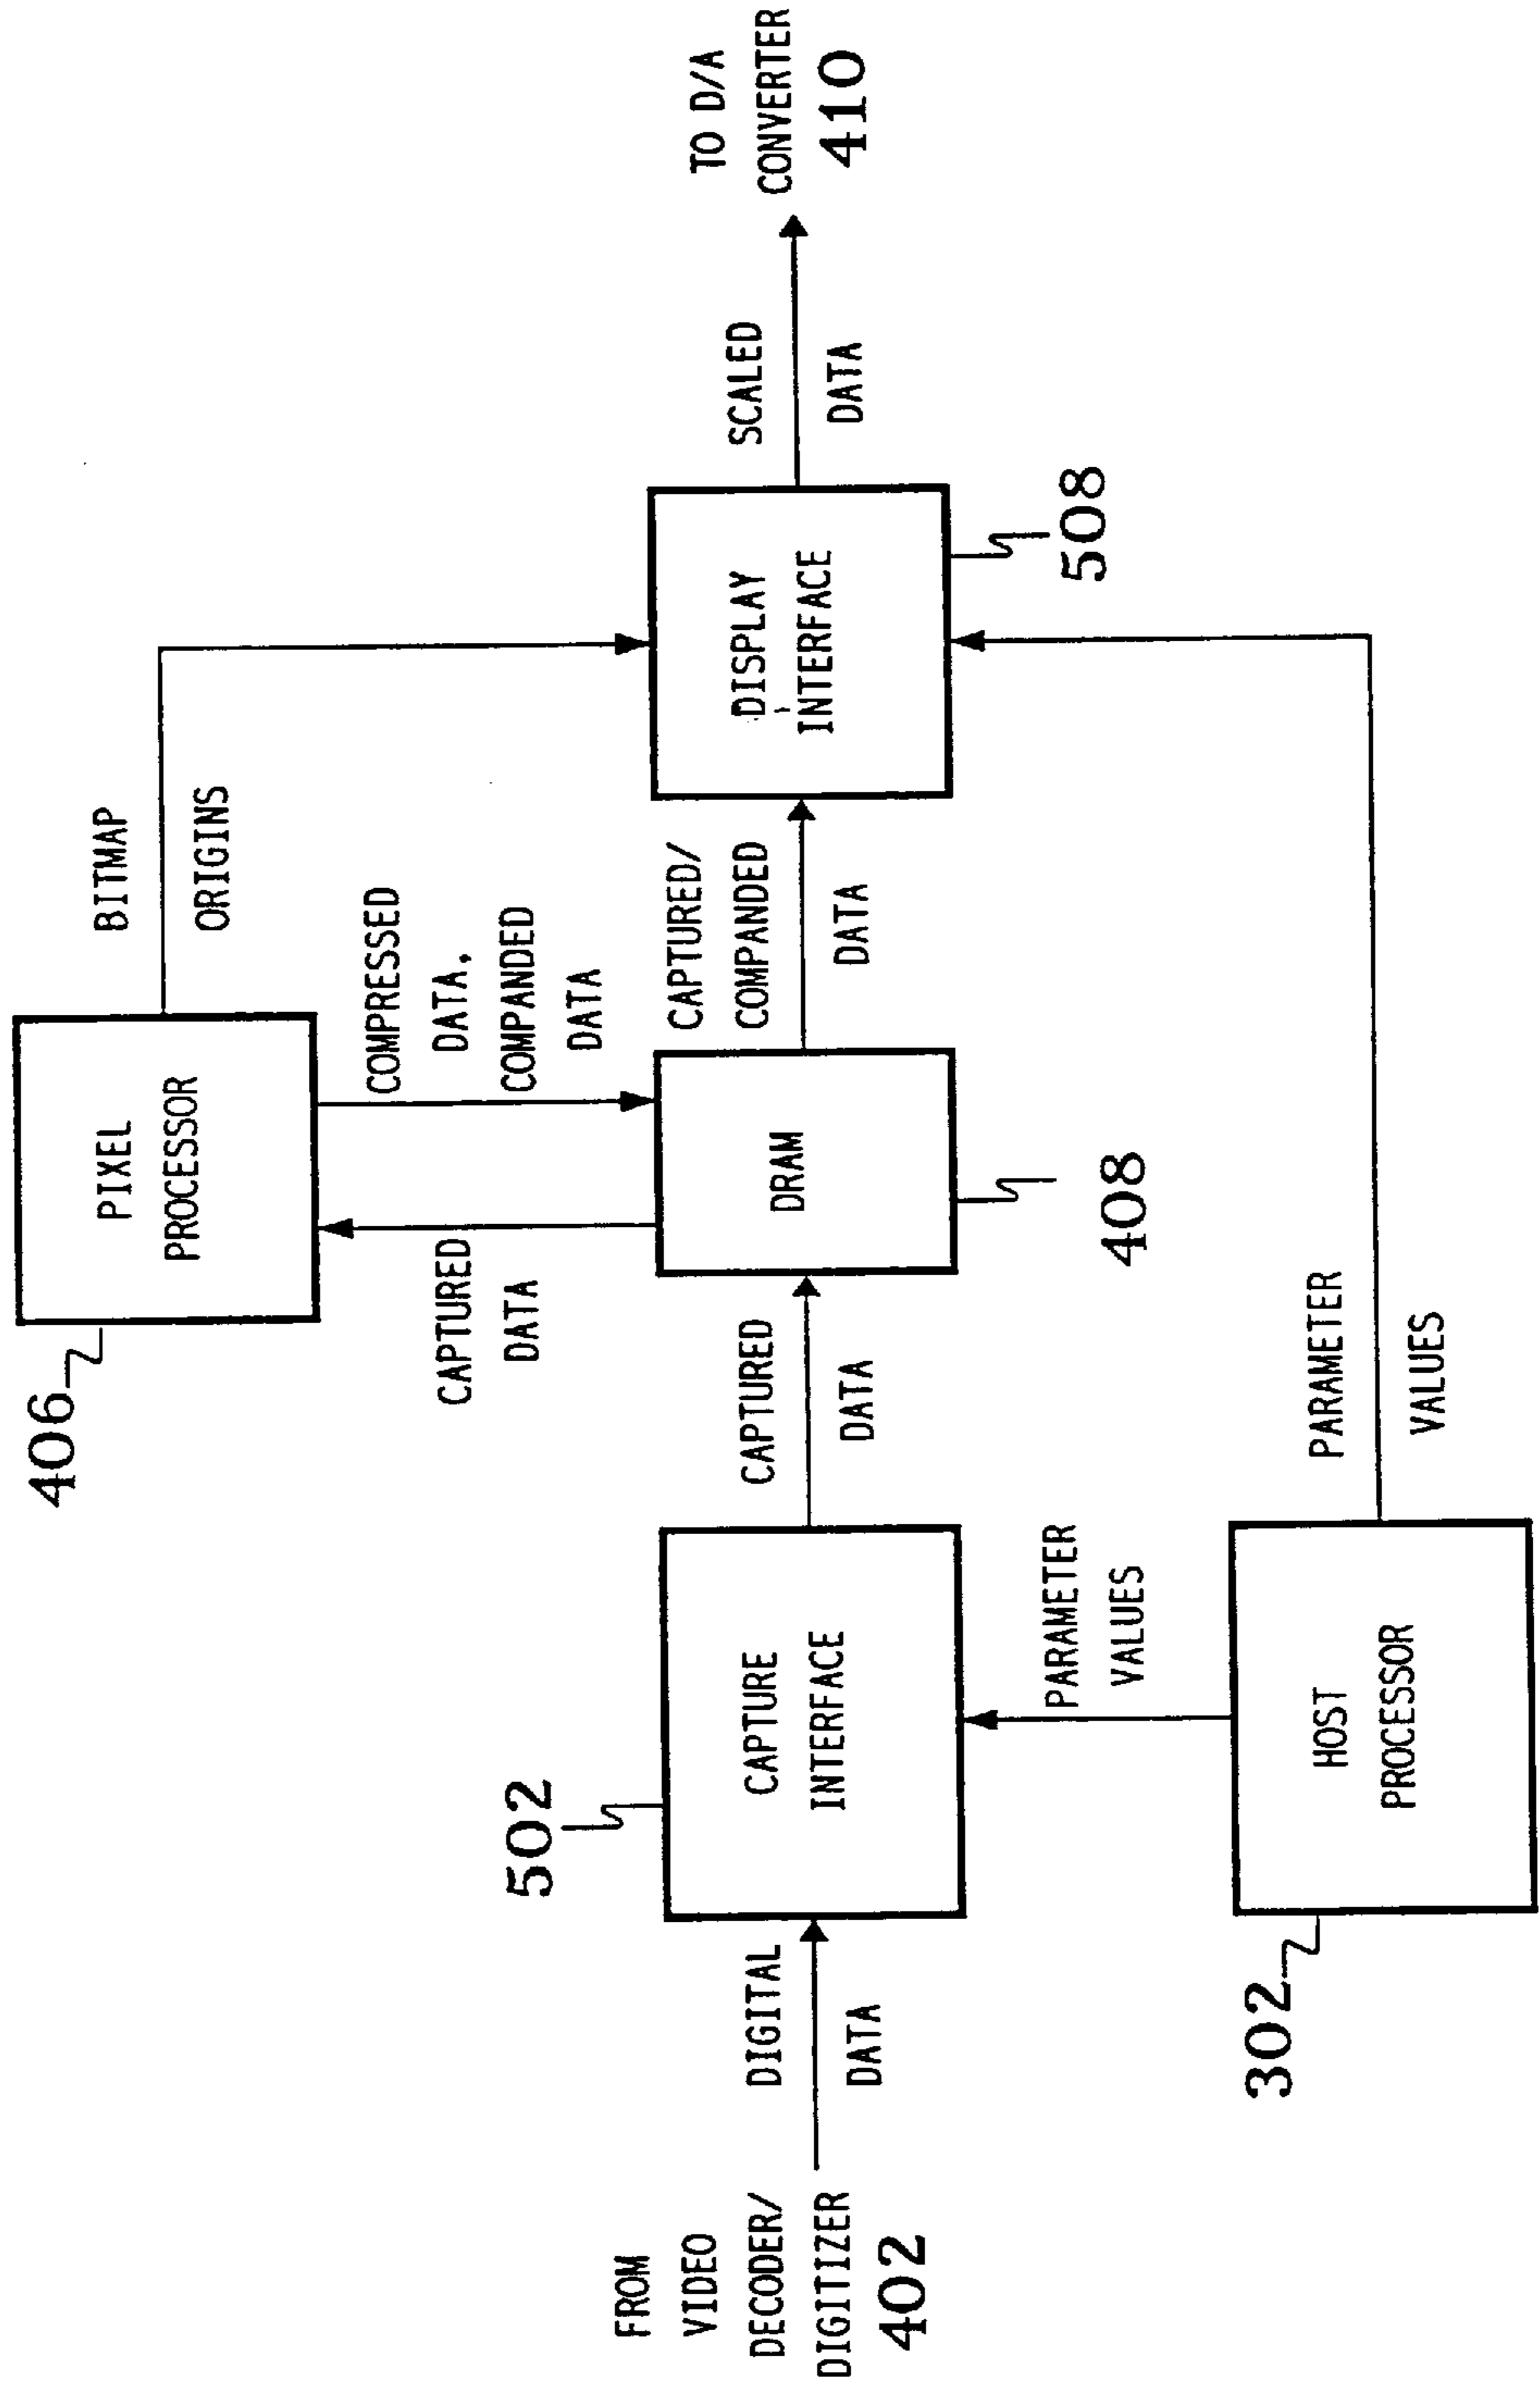 406
PIXEL
PROCESSOR
BITMAP
ORIGINS
CAPTURED
DATA
COMPRESSED
DATA,
COMPANDED
DATA
FROM
VIDEO
DECODER/
DIGITIZER
402
DIGITAL
DATA
502
CAPTURE
INTERFACE
CAPTURED
DATA
DRAM
408
CAPTURED/
COMPANDED
DATA
DISPLAY
INTERFACE
508
SCALED
DATA
TO D/A
CONVERTER
410
PARAMETER
VALUES
302
HOST
PROCESSOR
PARAMETER
VALUES